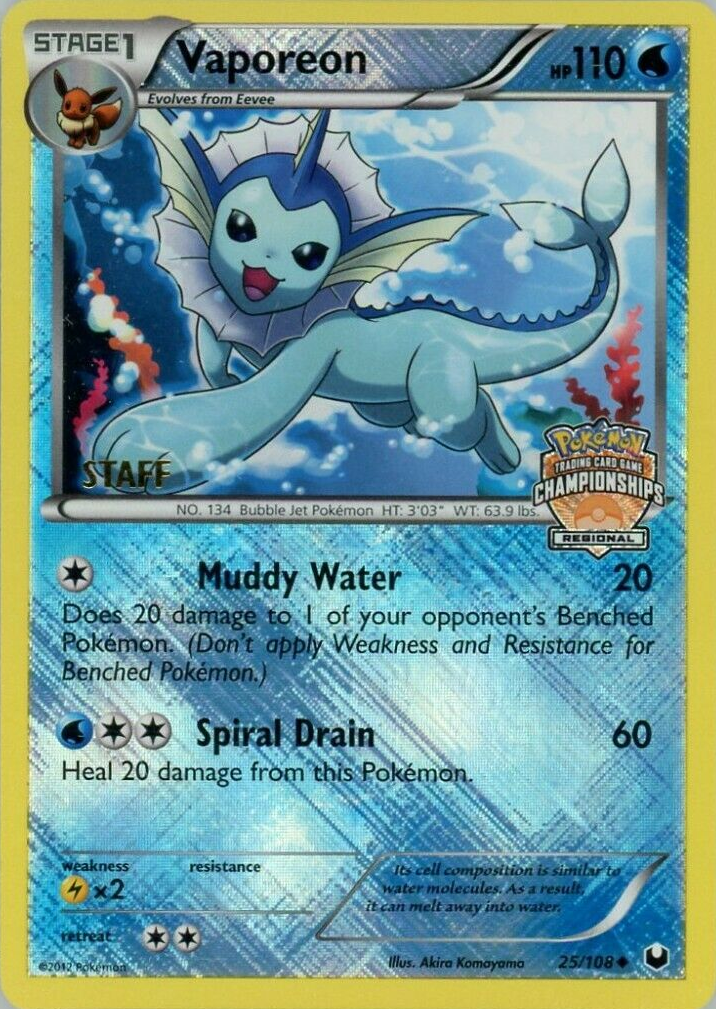 STAGE1
Vaporeon
HP110
Evolves from Eevee
STAFF
Pokémon
TRADING CARD GAME
CHAMPIONSHIPS
REGIONAL
NO. 134 Bubble Jet Pokémon HT: 3'03" WT: 63.9 lbs.
Muddy Water 20
Does 20 damage to 1 of your opponent's Benched
Pokémon. (Don't apply Weakness and Resistance for
Benched Pokémon.)
Spiral Drain 60
Heal 20 damage from this Pokémon.
weakness resistance
×2
Its cell composition is similar to
water molecules. As a result,
it can melt away into water.
retreat
©2012 Pokémon
Illus. Akira Komayama 25/108